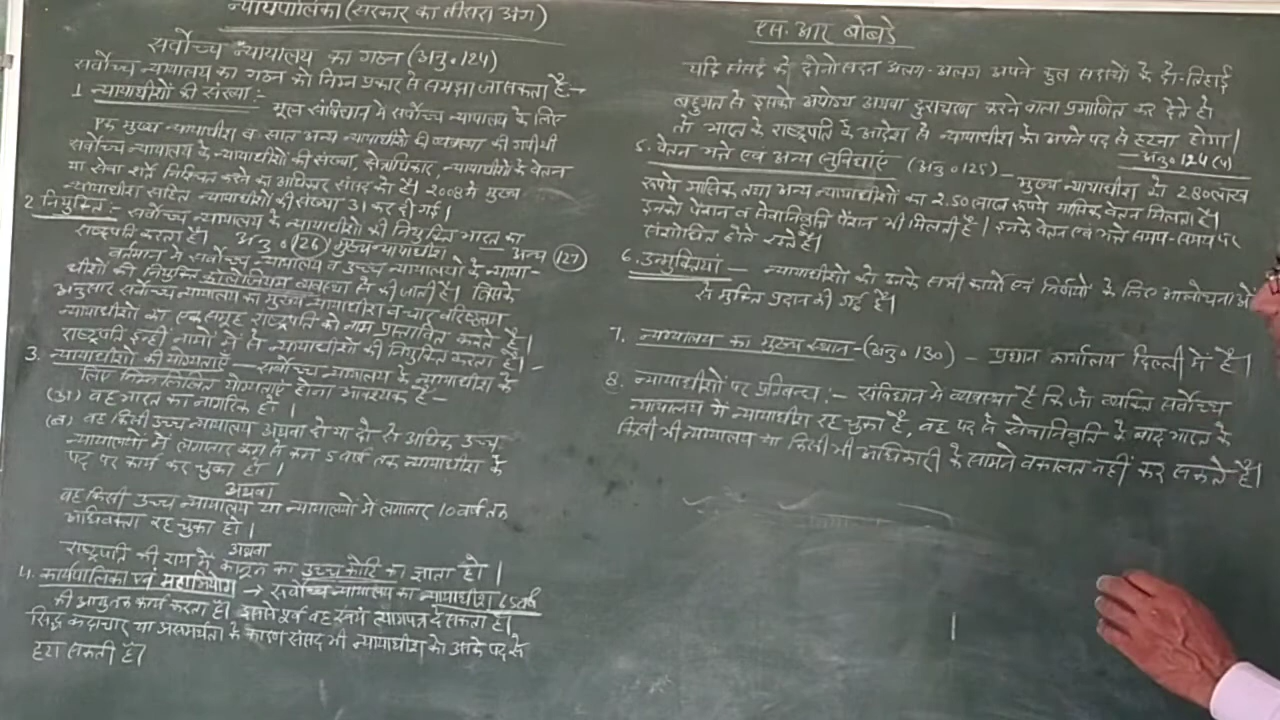 न्यायपालिका (सरकार का तीसरा अंग)
सर्वोच्च न्यायालय का गठन (अनु० 124)
सर्वोच्च न्यायालय का गठन को निम्न प्रकार से समझा जा सकता है:→
1 न्यायाधीशों की संख्या:- मूल संविधान में सर्वोच्च न्यायालय के लिए
एक मुख्य न्यायाधीश व सात अन्य न्यायाधीशों की व्यवस्था की गयी थी
सर्वोच्च न्यायालय के न्यायाधीशों की संख्या, क्षेत्राधिकार, न्यायाधीशों के वेतन
या सेवा शर्ते निश्चित करने का अधिकार संसद को है। 2008 में मुख्य
न्यायाधीश सहित न्यायाधीशों की संख्या 31 कर दी गई।
2 नियुक्ति:- सर्वोच्च न्यायालय के न्यायाधीशों की नियुक्ति भारत का
राष्ट्रपति करता है। अनु० 126 मुख्य न्यायाधीश — अन्य 127
वर्तमान में सर्वोच्च न्यायालय व उच्च न्यायालयों के न्याया-
धीशों की नियुक्ति कोलेजियम व्यवस्था से की जाती है। जिसके
अनुसार सर्वोच्च न्यायालय का मुख्य न्यायाधीश व चार वरिष्ठतम
न्यायाधीशों का एक समूह राष्ट्रपति को नाम प्रस्तावित करते है।
राष्ट्रपति इन्ही नामों में से न्यायाधीशों की नियुक्ति करता है।-
3. न्यायाधीशों की योग्यताएँ — सर्वोच्च न्यायालय के न्यायाधीश के
लिए निम्नलिखित योग्यताएं होना आवश्यक है—
(अ) वह भारत का नागरिक हो।
(ब) वह किसी उच्च न्यायालय अथवा दो या दो से अधिक उच्च
न्यायालयों में लगातार कम से कम 5 वर्ष तक न्यायाधीश के
पद पर कार्य कर चुका हो।
अथवा
वह किसी उच्च न्यायालय या न्यायालयों में लगातार 10 वर्ष तक
अधिवक्ता रह चुका हो।
अथवा
राष्ट्रपति की राय में कानून का उच्च कोटि का ज्ञाता हो।
4. कार्यपालिका एवं महाभियोग → सर्वोच्च न्यायालय का न्यायाधीश 65 वर्ष
की आयु तक कार्य करता है। इससे पूर्व वह स्वयं त्यागपत्र दे सकता है।
सिद्ध कदाचार या असमर्थता के कारण संसद भी न्यायाधीश को उसके पद से
हटा सकती है।
एस. आर बोबडे
यदि संसद के दोनो सदन अलग-अलग अपने कुल सदस्यों के दो-तिहाई
बहुमत से इसको अयोग्य अथवा दुराचरण करने वाला प्रमाणित कर देते है।
तो भारत के राष्ट्रपति के आदेश से न्यायाधीश को अपने पद से हटना होगा।
— अनु० 124 (4)
5. वेतन भत्ते एवं अन्य सुविधाएं (अनु० 125) — मुख्य न्यायाधीश को 2.80 लाख
रूपये मासिक तथा अन्य न्यायाधीशों का 2.50 लाख रूपये मासिक वेतन मिलता है।
इनको पेंशन व सेवानिवृत्ति पेंशन भी मिलती है। इनके वेतन एवं भत्ते समय-समय पर
संशोधित होते रहते है।
6. उन्मुक्तियां — न्यायाधीशों को उनके सभी कार्यो एवं निर्णयों के लिए आलोचनाओं
से मुक्ति प्रदान की गई है।
7. न्यायालय का मुख्य स्थान-(अनु० 130) — प्रधान कार्यालय दिल्ली में है।
8. न्यायाधीशों पर प्रतिबन्ध:— संविधान में व्यवस्था है कि जो व्यक्ति सर्वोच्च
न्यायालय में न्यायाधीश रह चुका है, वह पद से सेवानिवृत्ति के बाद भारत के
किसी भी न्यायालय या किसी भी अधिकारी के सामने वकालत नहीं कर सकते है।